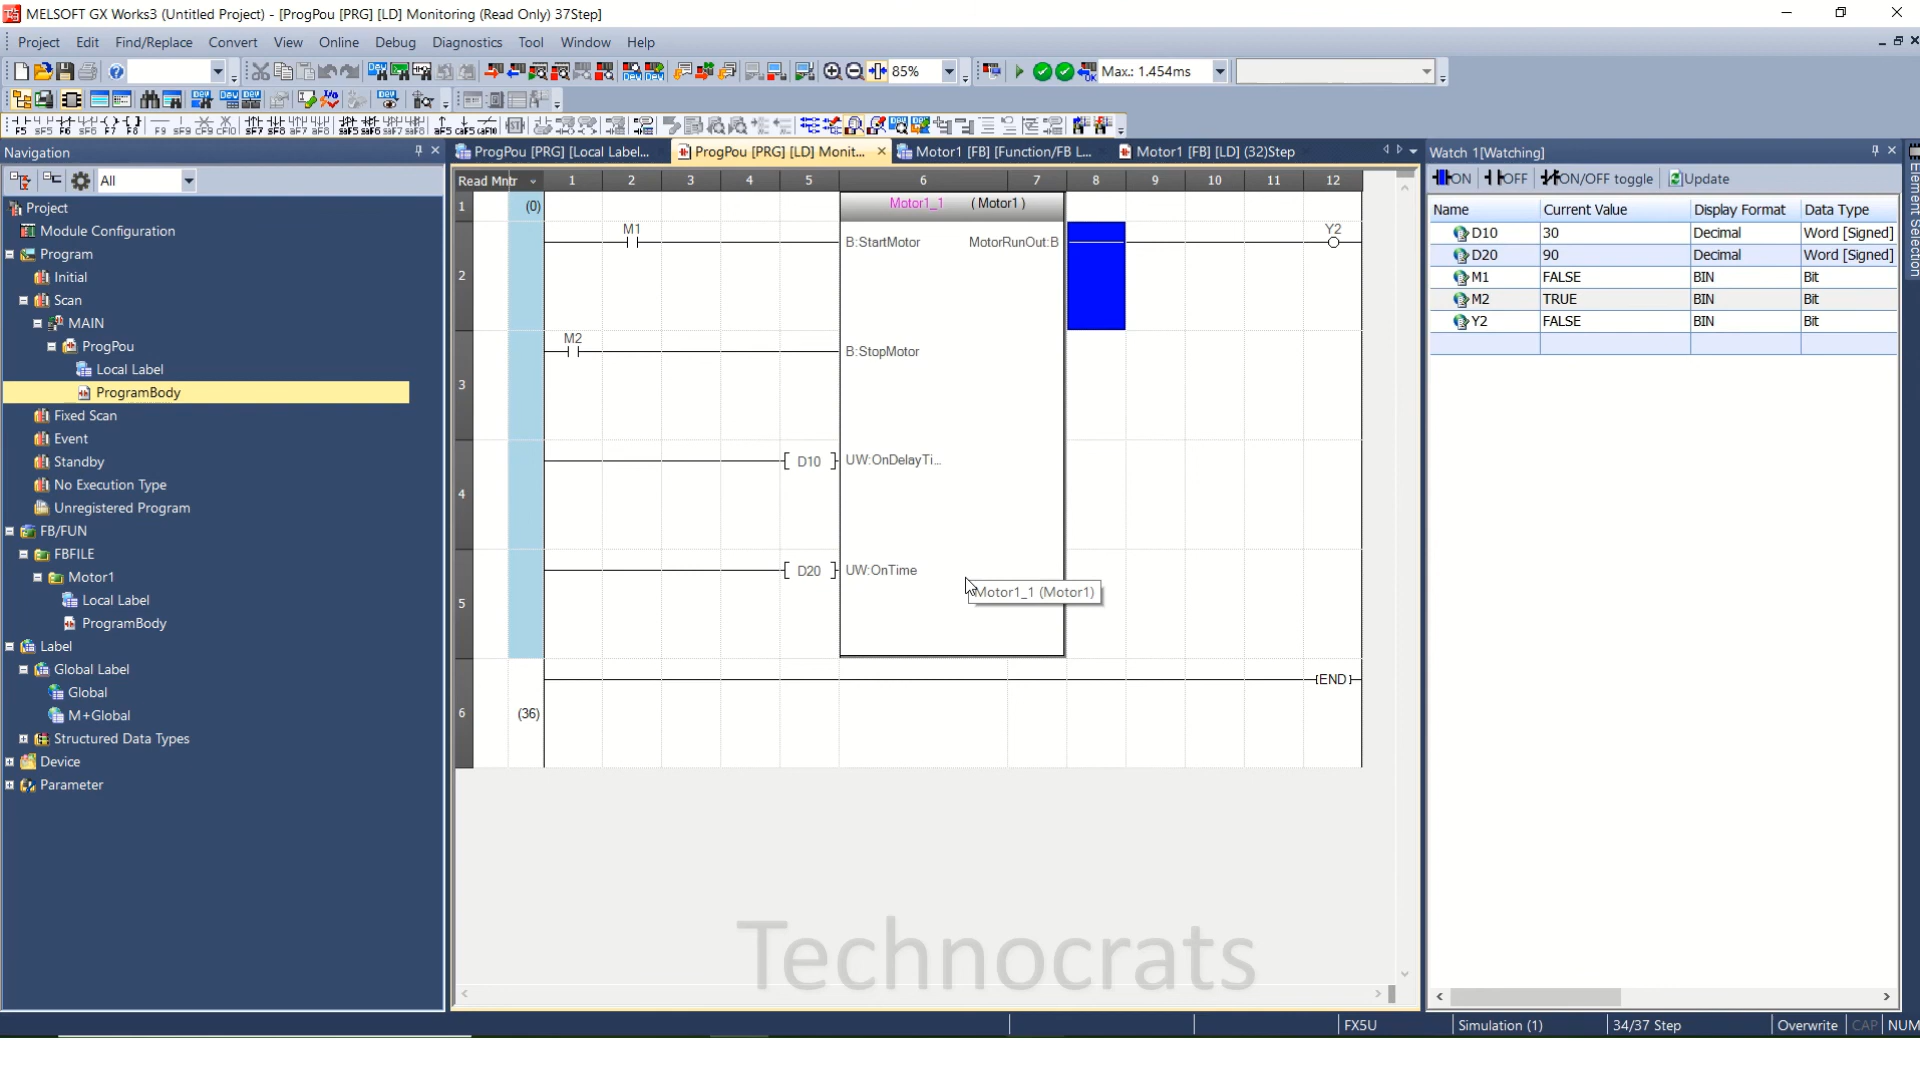 MELSOFT GX Works3 (Untitled Project) - [ProgPou [PRG] [LD] Monitoring (Read Only) 37Step]
Project Edit Find/Replace Convert View Online Debug Diagnostics Tool Window Help
85% Max.: 1.454ms
Navigation
All
Project
Module Configuration
Program
Initial
Scan
MAIN
ProgPou
Local Label
ProgramBody
Fixed Scan
Event
Standby
No Execution Type
Unregistered Program
FB/FUN
FBFILE
Motor1
Local Label
ProgramBody
Label
Global Label
Global
M+Global
Structured Data Types
Device
Parameter
ProgPou [PRG] [Local Label...
ProgPou [PRG] [LD] Monit...
Motor1 [FB] [Function/FB L...
Motor1 [FB] [LD] (32)Step
Read Mntr 1 2 3 4 5 6 7 8 9 10 11 12
1 (0) Motor1_1 (Motor1)
M1 B:StartMotor MotorRunOut:B Y2
2
M2 B:StopMotor
3
D10 UW:OnDelayTi...
4
D20 UW:OnTime
Motor1_1 (Motor1)
5
[END]
6 (36)
Technocrats
Watch 1[Watching]
ON OFF ON/OFF toggle Update
Name Current Value Display Format Data Type
D10 30 Decimal Word [Signed]
D20 90 Decimal Word [Signed]
M1 FALSE BIN Bit
M2 TRUE BIN Bit
Y2 FALSE BIN Bit
Element Selection
FX5U Simulation (1) 34/37 Step Overwrite CAP NUM